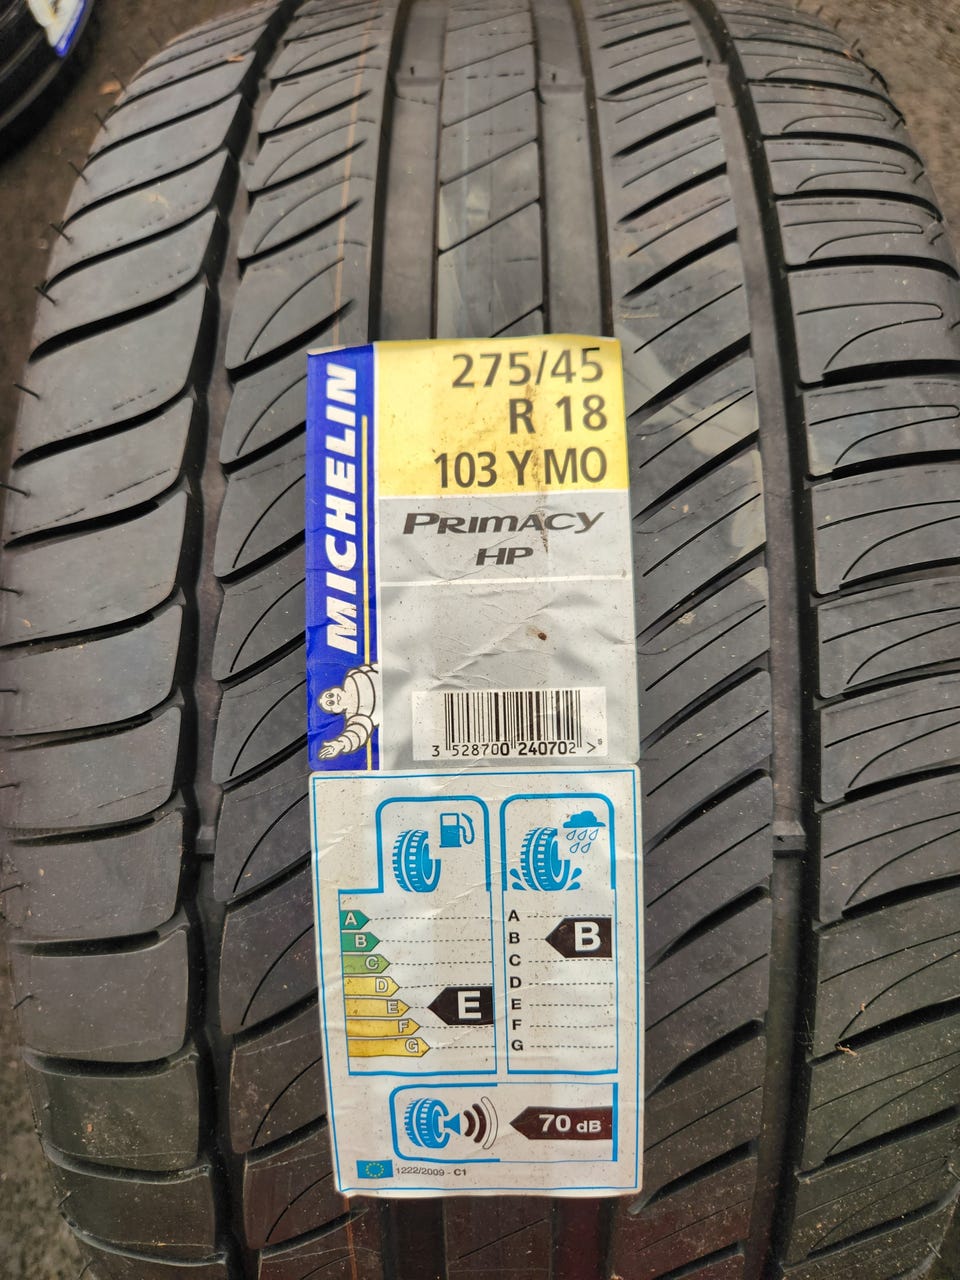 MICHELIN
275/45
R 18
103 Y MO
PRIMACY
HP
3 528700 240702 >
A
B
C
D
E
F
G
E
A
B
C
D
E
F
G
B
70 dB
1222/2009 - C1